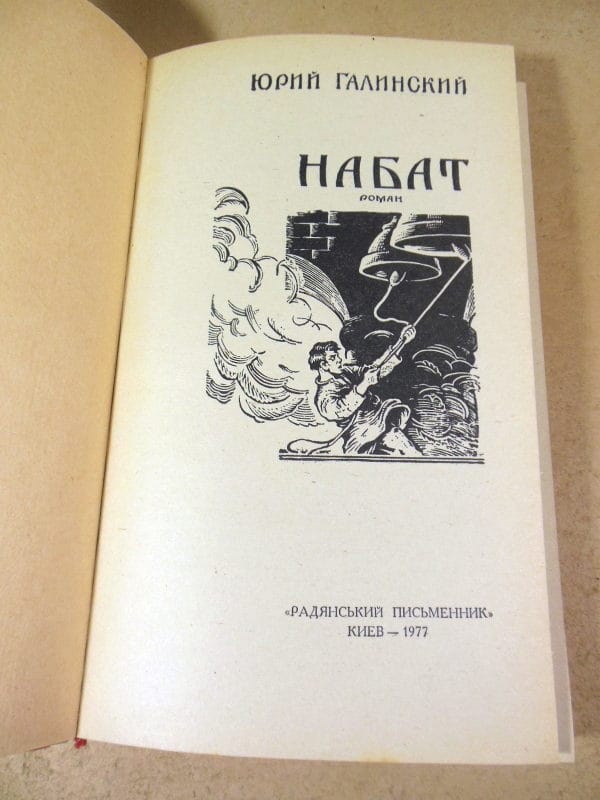 ЮРИЙ ГАЛИНСКИЙ
НАБАТ
РОМАН
«РАДЯНСЬКИЙ ПИСЬМЕННИК»
КИЕВ — 1977